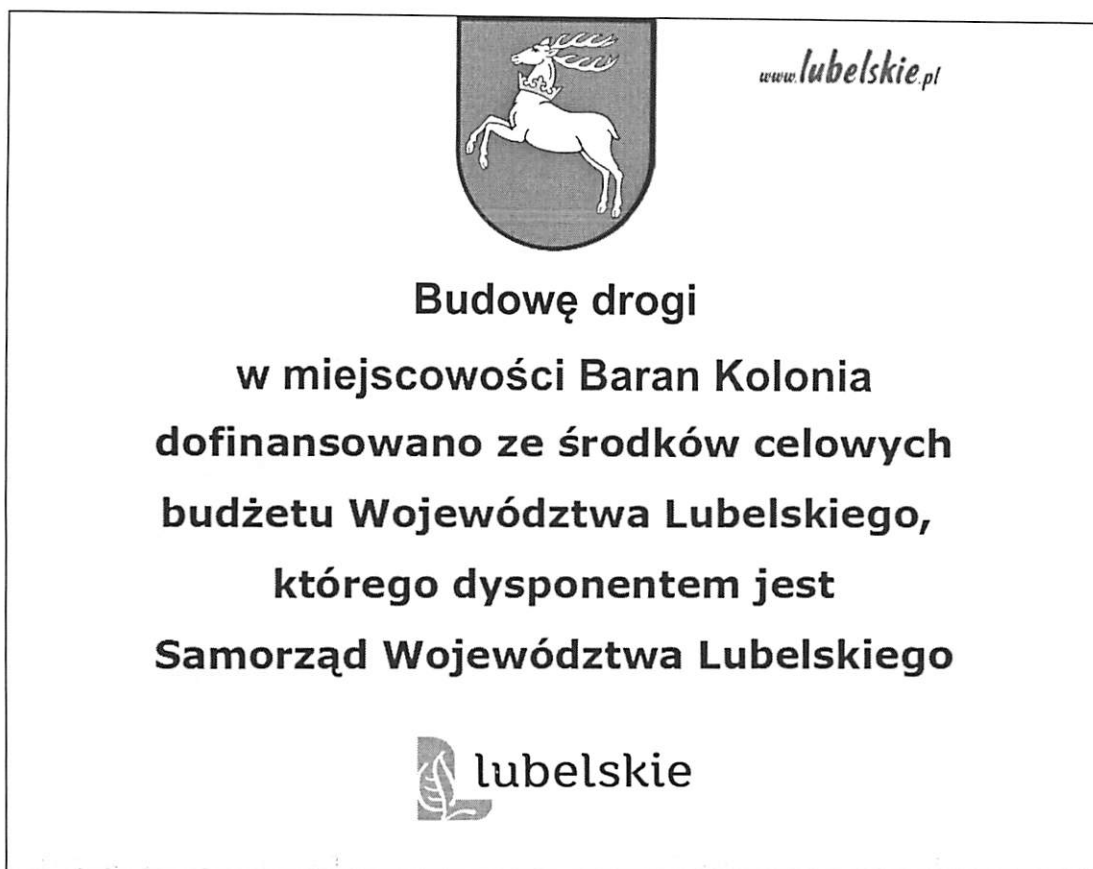 www.lubelskie.pl
Budowę drogi
w miejscowości Baran Kolonia
dofinansowano ze środków celowych
budżetu Województwa Lubelskiego,
którego dysponentem jest
Samorząd Województwa Lubelskiego
lubelskie